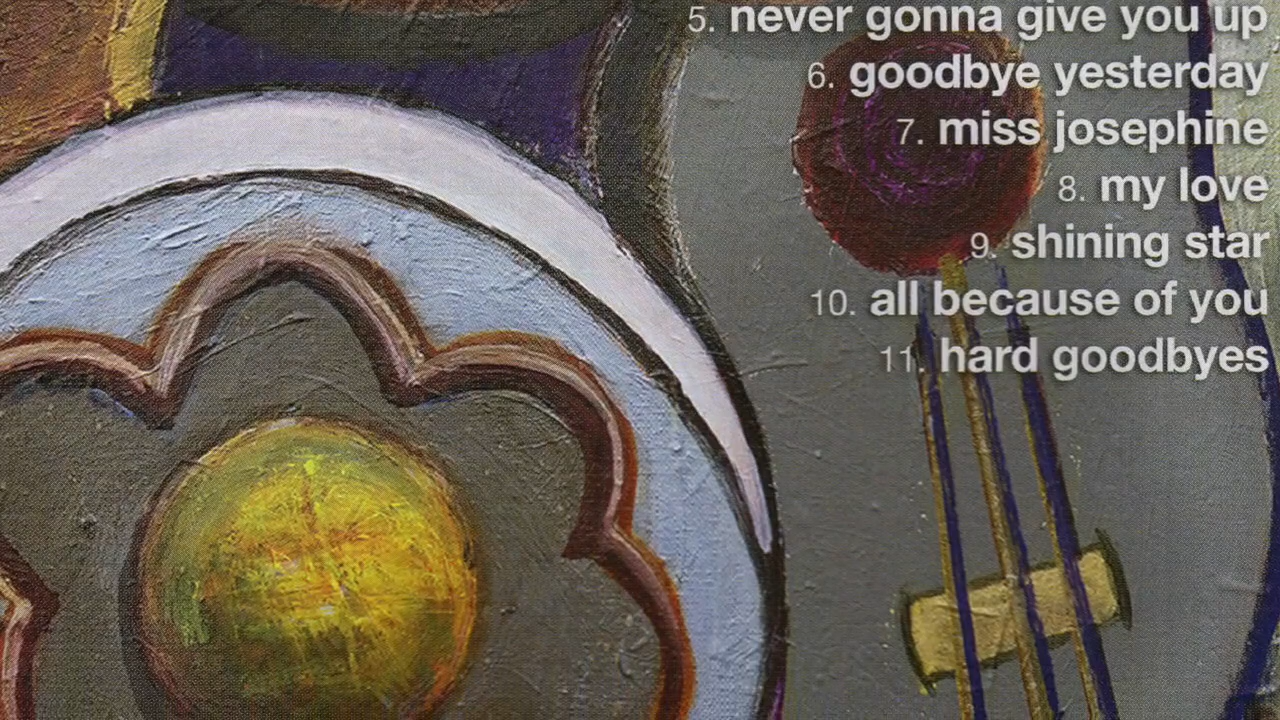 5. never gonna give you up
6. goodbye yesterday
7. miss josephine
8. my love
9. shining star
10. all because of you
11. hard goodbyes